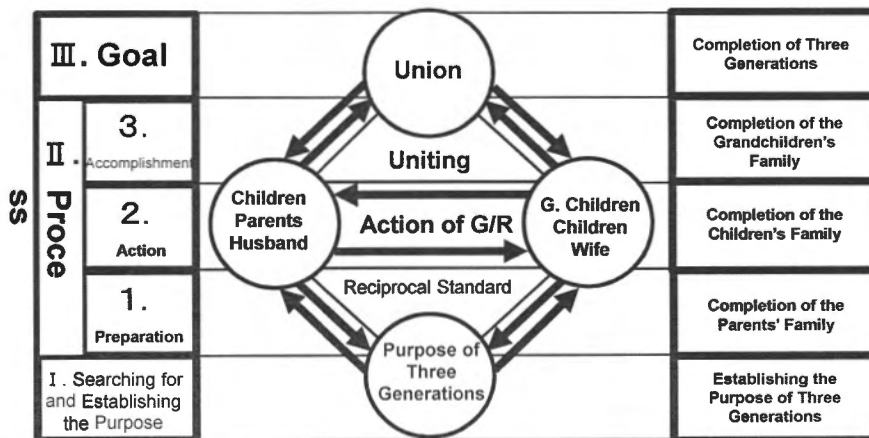 Ⅲ. Goal
Union
Completion of Three
Generations
Ⅱ. Proce
ss
3.
Accomplishment
Uniting
Completion of the
Grandchildren's
Family
2.
Action
Children
Parents
Husband
Action of G/R
G. Children
Children
Wife
Completion of the
Children's Family
1.
Preparation
Reciprocal Standard
Completion of the
Parents' Family
Ⅰ. Searching for
and Establishing
the Purpose
Purpose of
Three
Generations
Establishing the
Purpose of Three
Generations